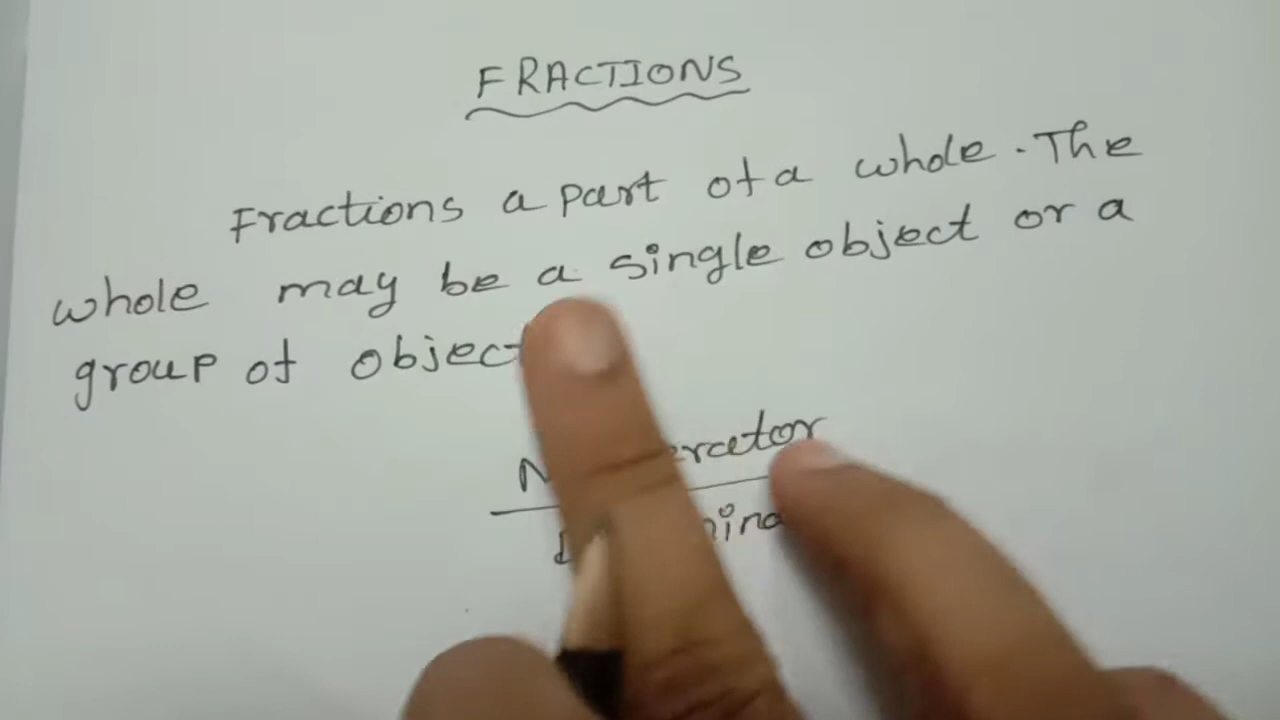 FRACTIONS
Fractions a part of a whole. The
whole may be a single object or a
group of object